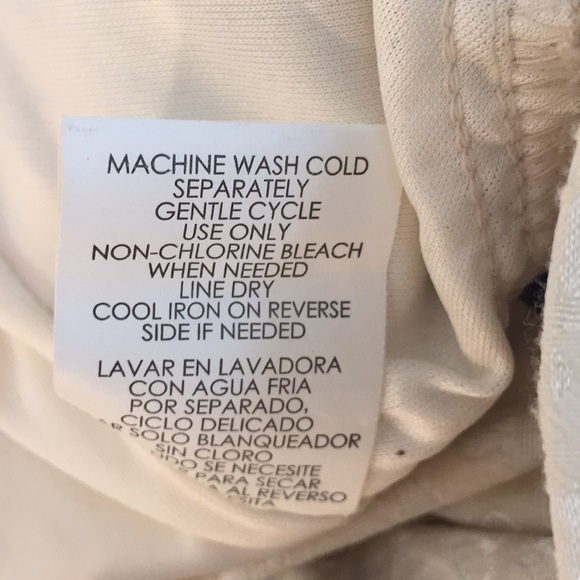 MACHINE WASH COLD
SEPARATELY
GENTLE CYCLE
USE ONLY
NON-CHLORINE BLEACH
WHEN NEEDED
LINE DRY
COOL IRON ON REVERSE
SIDE IF NEEDED
LAVAR EN LAVADORA
CON AGUA FRIA
POR SEPARADO,
CICLO DELICADO
SOLO BLANQUEADOR
SIN CLORO
SE NECESITE
PARA SECAR
AL REVERSO